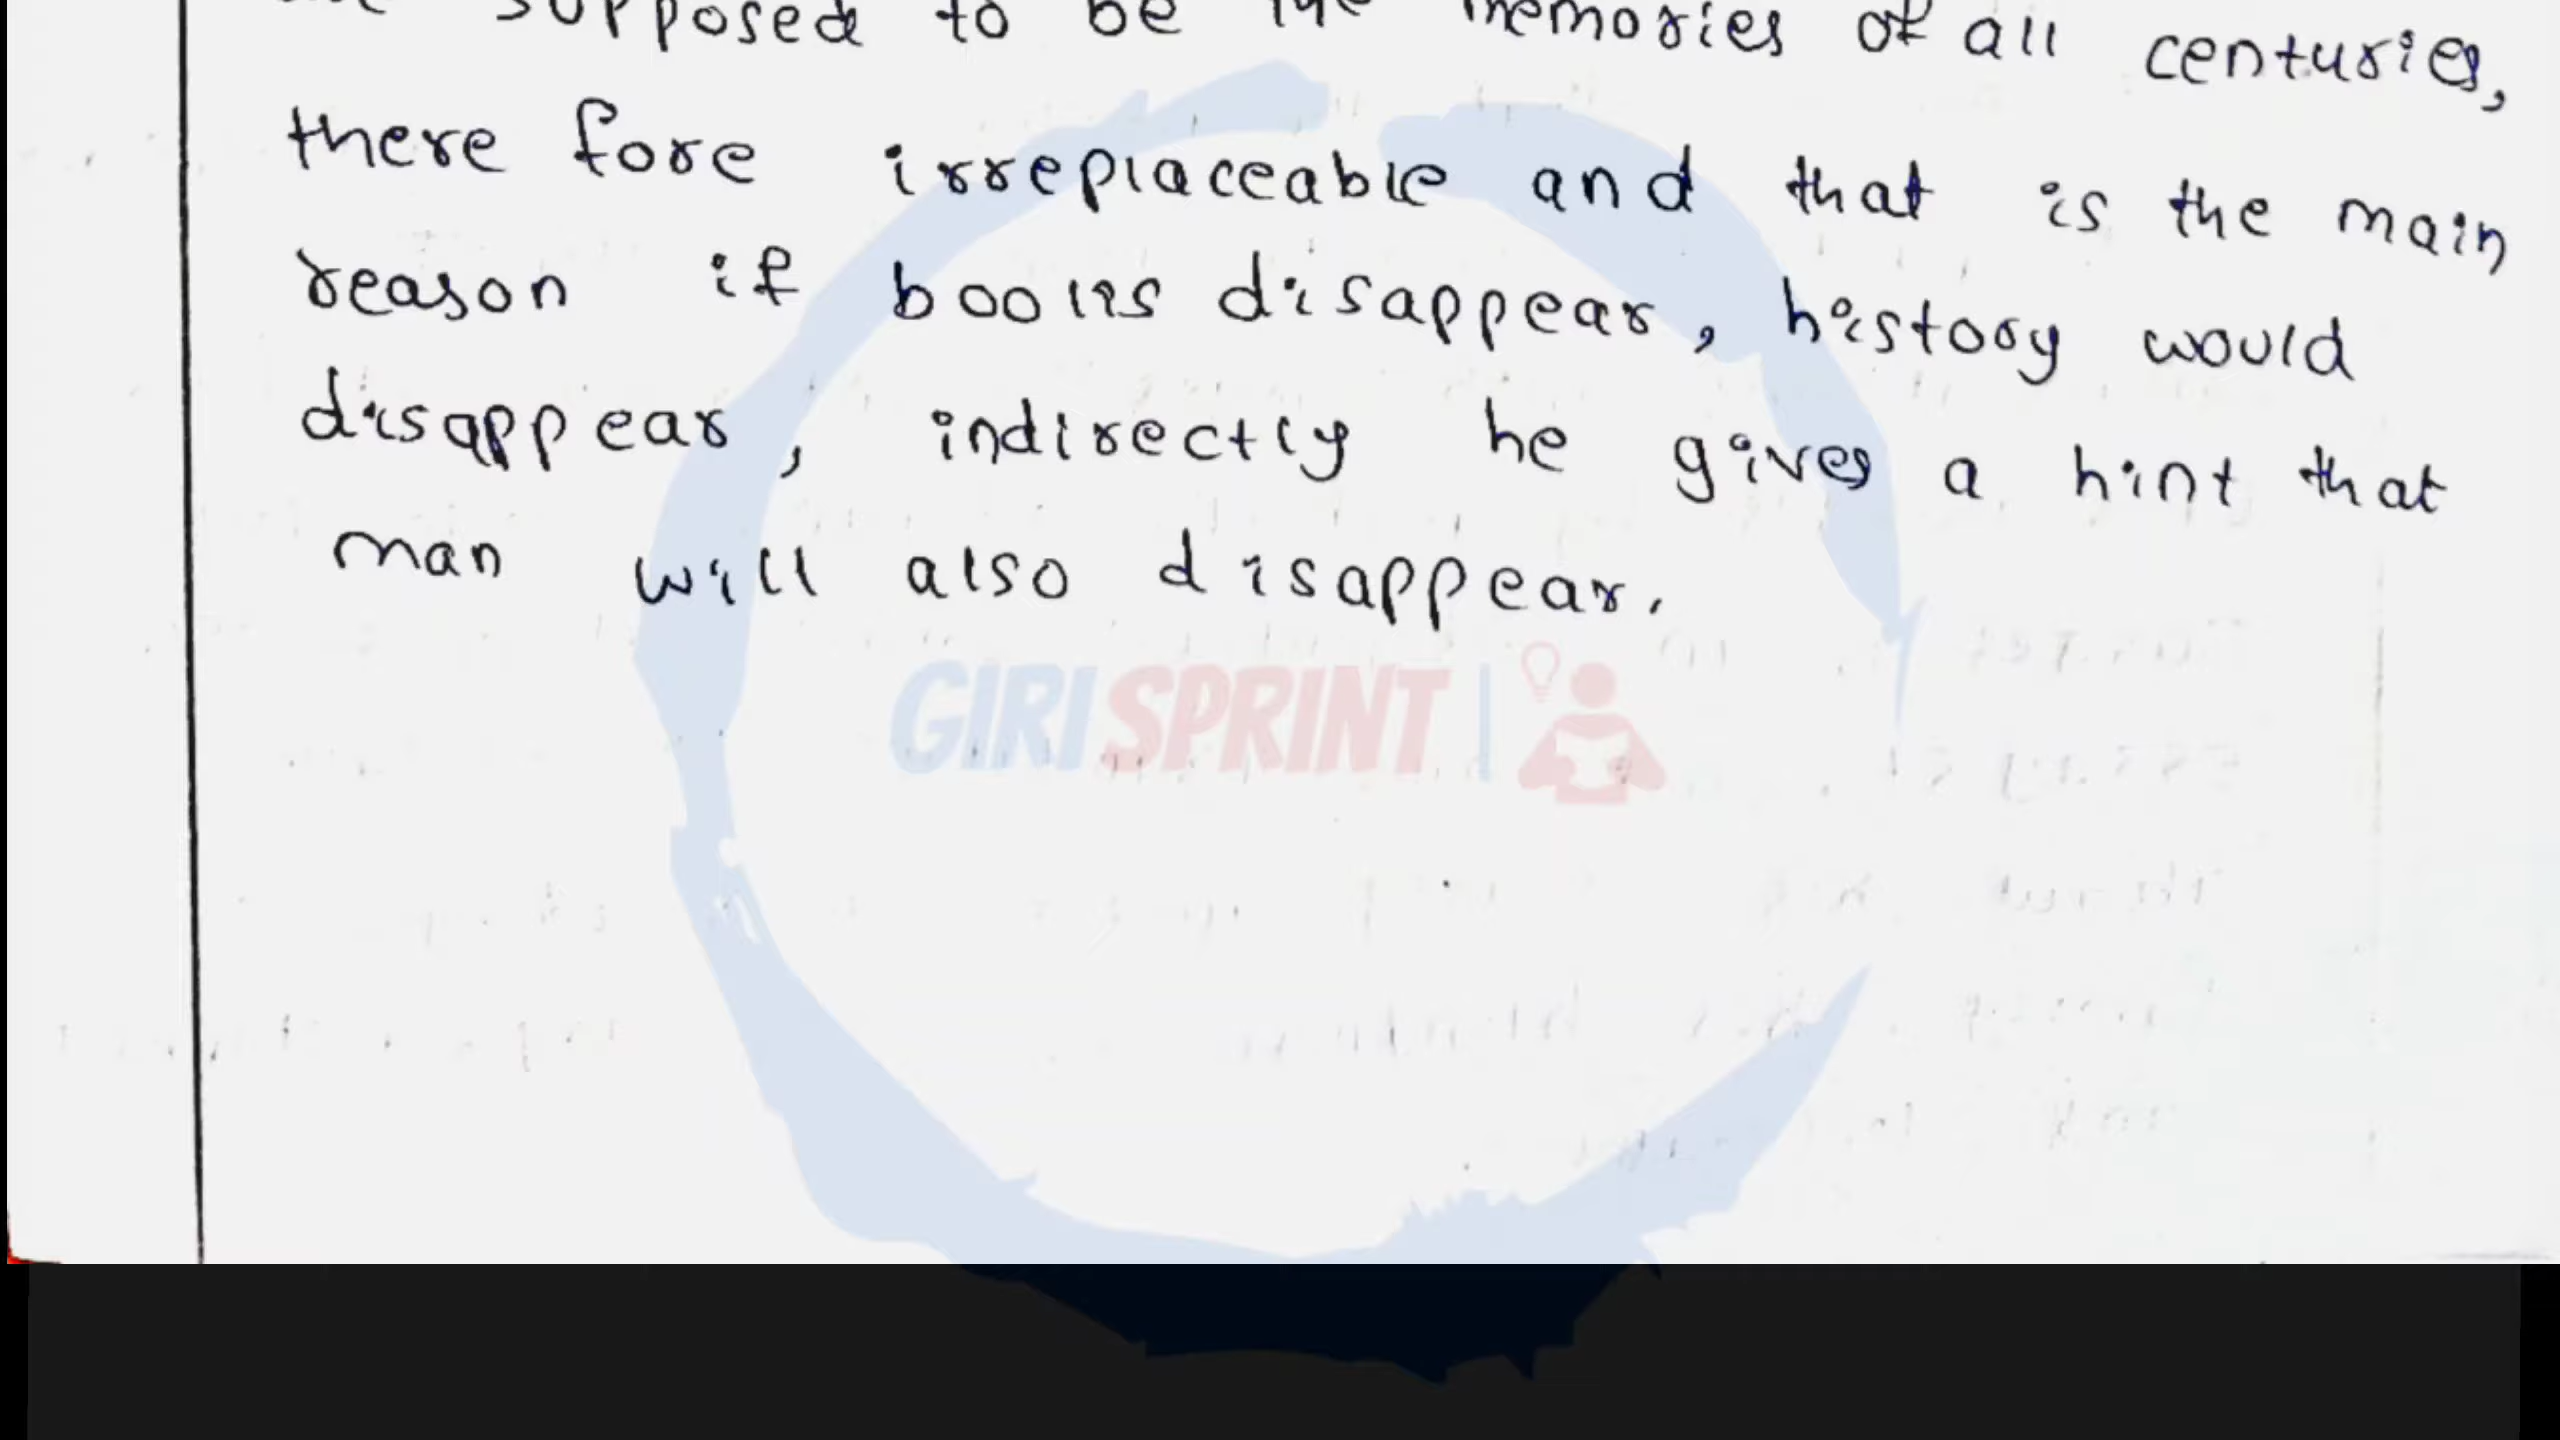 supposed to be the memories of all centuries,
there fore irreplaceable and that is the main
reason if books disappear, history would
disappear, indirectly he gives a hint that
man will also disappear.
GIRI SPRINT